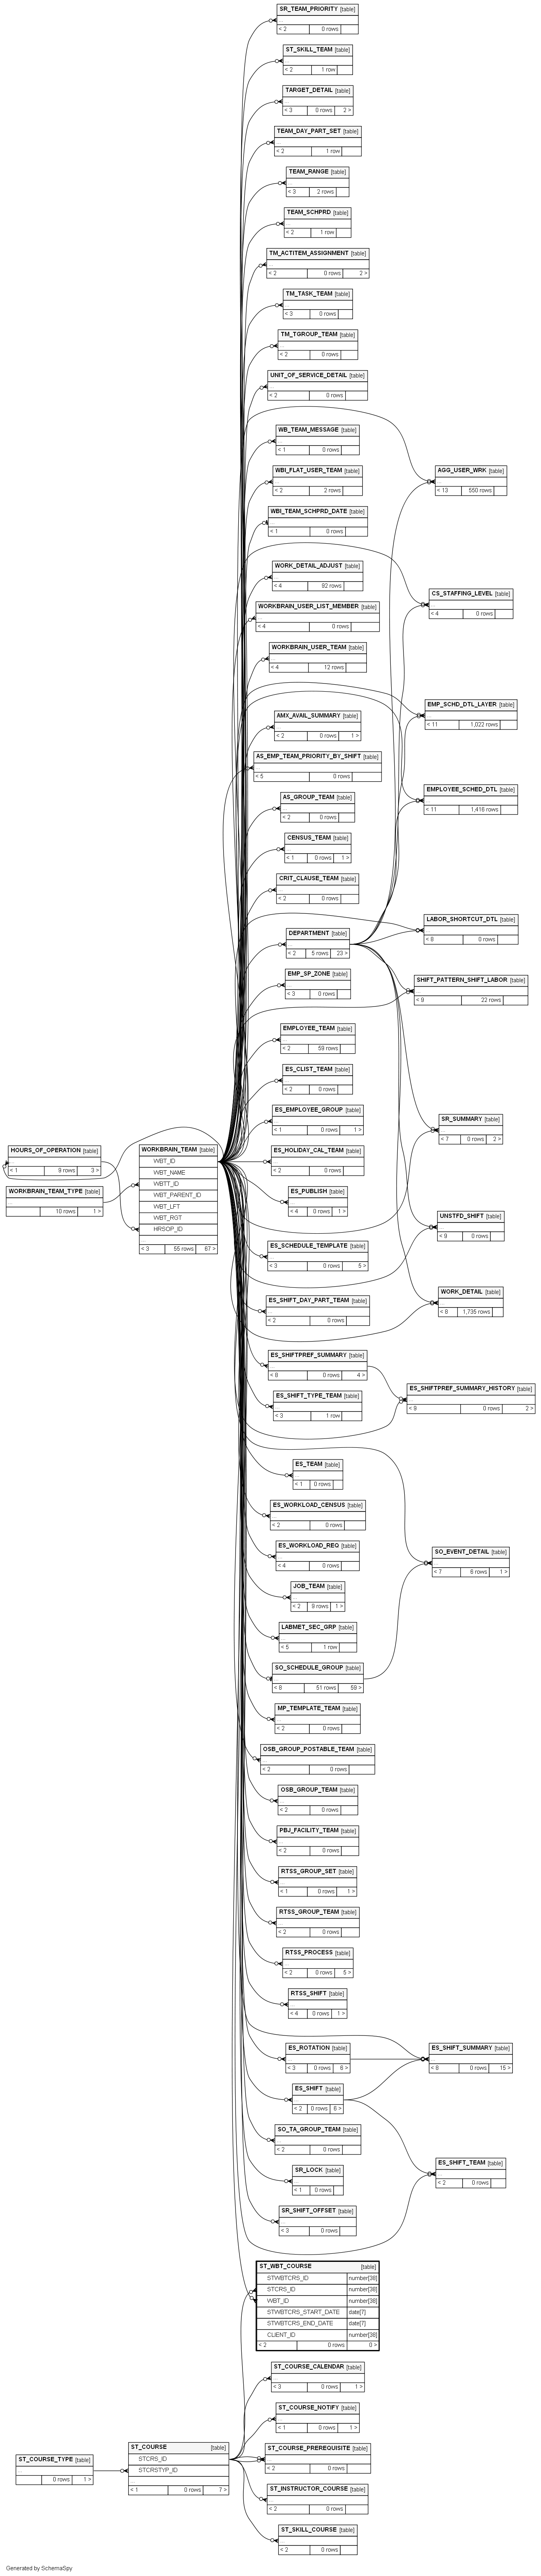 SR_TEAM_PRIORITY [table]
...
< 2 0 rows
ST_SKILL_TEAM [table]
...
< 2 1 row
TARGET_DETAIL [table]
...
< 3 0 rows 2 >
TEAM_DAY_PART_SET [table]
...
< 2 1 row
TEAM_RANGE [table]
...
< 3 2 rows
TEAM_SCHPRD [table]
...
< 2 1 row
TM_ACTITEM_ASSIGNMENT [table]
...
< 2 0 rows 2 >
TM_TASK_TEAM [table]
...
< 3 0 rows
TM_TGROUP_TEAM [table]
...
< 2 0 rows
UNIT_OF_SERVICE_DETAIL [table]
...
< 2 0 rows
WB_TEAM_MESSAGE [table]
...
< 1 0 rows
WBI_FLAT_USER_TEAM [table]
...
< 2 2 rows
AGG_USER_WRK [table]
...
< 13 550 rows
WBI_TEAM_SCHPRD_DATE [table]
...
< 1 0 rows
WORK_DETAIL_ADJUST [table]
...
< 4 92 rows
CS_STAFFING_LEVEL [table]
...
< 4 0 rows
WORKBRAIN_USER_LIST_MEMBER [table]
...
< 4 0 rows
WORKBRAIN_USER_TEAM [table]
...
< 4 12 rows
EMP_SCHD_DTL_LAYER [table]
...
< 11 1,022 rows
AMX_AVAIL_SUMMARY [table]
...
< 2 0 rows 1 >
AS_EMP_TEAM_PRIORITY_BY_SHIFT [table]
...
< 5 0 rows
EMPLOYEE_SCHED_DTL [table]
...
< 11 1,416 rows
AS_GROUP_TEAM [table]
...
< 2 0 rows
CENSUS_TEAM [table]
...
< 1 0 rows 1 >
CRIT_CLAUSE_TEAM [table]
...
< 2 0 rows
LABOR_SHORTCUT_DTL [table]
...
< 8 0 rows
DEPARTMENT [table]
...
< 2 5 rows 23 >
EMP_SP_ZONE [table]
...
< 3 0 rows
SHIFT_PATTERN_SHIFT_LABOR [table]
...
< 9 22 rows
EMPLOYEE_TEAM [table]
...
< 2 59 rows
ES_CLIST_TEAM [table]
...
< 2 0 rows
ES_EMPLOYEE_GROUP [table]
...
< 1 0 rows 1 >
SR_SUMMARY [table]
...
< 7 0 rows 2 >
HOURS_OF_OPERATION [table]
...
< 1 9 rows 3 >
WORKBRAIN_TEAM_TYPE [table]
...
10 rows 1 >
WORKBRAIN_TEAM [table]
WBT_ID
WBT_NAME
WBTT_ID
WBT_PARENT_ID
WBT_LFT
WBT_RGT
HRSOP_ID
...
< 3 55 rows 67 >
ES_HOLIDAY_CAL_TEAM [table]
...
< 2 0 rows
ES_PUBLISH [table]
...
< 4 0 rows 1 >
UNSTFD_SHIFT [table]
...
< 9 0 rows
ES_SCHEDULE_TEMPLATE [table]
...
< 3 0 rows 5 >
ES_SHIFT_DAY_PART_TEAM [table]
...
< 2 0 rows
WORK_DETAIL [table]
...
< 8 1,735 rows
ES_SHIFTPREF_SUMMARY [table]
...
< 8 0 rows 4 >
ES_SHIFT_TYPE_TEAM [table]
...
< 3 1 row
ES_SHIFTPREF_SUMMARY_HISTORY [table]
...
< 9 0 rows 2 >
ES_TEAM [table]
...
< 1 0 rows
ES_WORKLOAD_CENSUS [table]
...
< 2 0 rows
ES_WORKLOAD_REQ [table]
...
< 4 0 rows
SO_EVENT_DETAIL [table]
...
< 7 6 rows 1 >
JOB_TEAM [table]
...
< 2 9 rows 1 >
LABMET_SEC_GRP [table]
...
< 5 1 row
SO_SCHEDULE_GROUP [table]
...
< 8 51 rows 59 >
MP_TEMPLATE_TEAM [table]
...
< 2 0 rows
OSB_GROUP_POSTABLE_TEAM [table]
...
< 2 0 rows
OSB_GROUP_TEAM [table]
...
< 2 0 rows
PBJ_FACILITY_TEAM [table]
...
< 2 0 rows
RTSS_GROUP_SET [table]
...
< 1 0 rows 1 >
RTSS_GROUP_TEAM [table]
...
< 2 0 rows
RTSS_PROCESS [table]
...
< 2 0 rows 5 >
RTSS_SHIFT [table]
...
< 4 0 rows 1 >
ES_ROTATION [table]
...
< 3 0 rows 6 >
ES_SHIFT_SUMMARY [table]
...
< 8 0 rows 15 >
ES_SHIFT [table]
...
< 2 0 rows 6 >
SO_TA_GROUP_TEAM [table]
...
< 2 0 rows
ES_SHIFT_TEAM [table]
...
< 2 0 rows
SR_LOCK [table]
...
< 1 0 rows
SR_SHIFT_OFFSET [table]
...
< 3 0 rows
ST_WBT_COURSE [table]
STWBTCRS_ID number[38]
STCRS_ID number[38]
WBT_ID number[38]
STWBTCRS_START_DATE date[7]
STWBTCRS_END_DATE date[7]
CLIENT_ID number[38]
< 2 0 rows 0 >
ST_COURSE_CALENDAR [table]
...
< 3 0 rows 1 >
ST_COURSE_NOTIFY [table]
...
< 1 0 rows 1 >
ST_COURSE_TYPE [table]
...
0 rows 1 >
ST_COURSE [table]
STCRS_ID
STCRSTYP_ID
...
< 1 0 rows 7 >
ST_COURSE_PREREQUISITE [table]
...
< 2 0 rows
ST_INSTRUCTOR_COURSE [table]
...
< 2 0 rows
ST_SKILL_COURSE [table]
...
< 2 0 rows
Generated by SchemaSpy